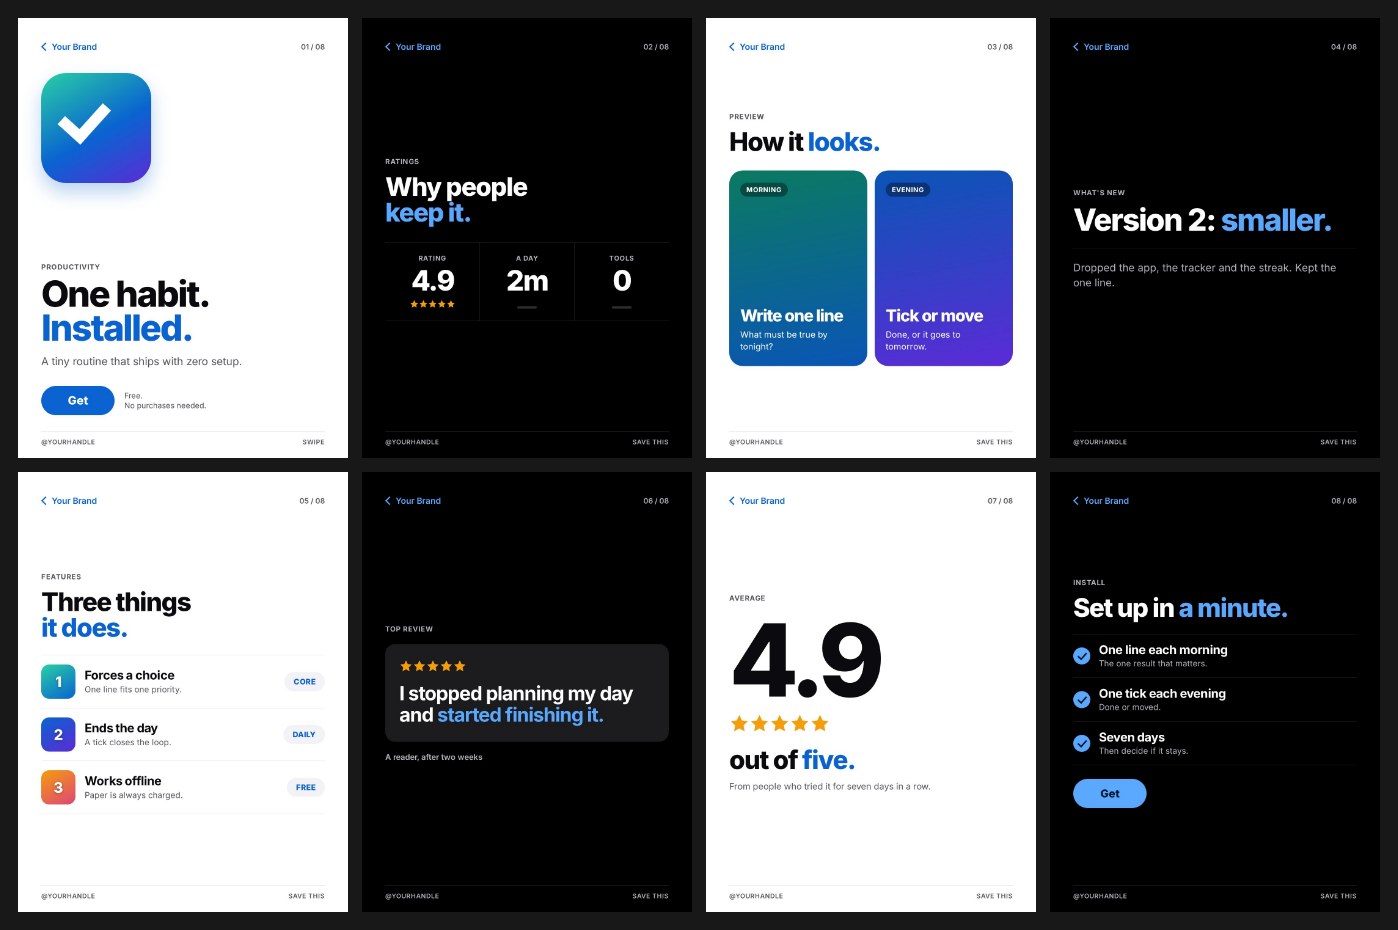 Your Brand
01 / 08
PRODUCTIVITY
One habit.
Installed.
A tiny routine that ships with zero setup.
Get
Free.
No purchases needed.
@YOURHANDLE
SWIPE
Your Brand
02 / 08
RATINGS
Why people
keep it.
RATING
4.9
A DAY
2m
TOOLS
0
@YOURHANDLE
SAVE THIS
Your Brand
03 / 08
PREVIEW
How it looks.
MORNING
Write one line
What must be true by
tonight?
EVENING
Tick or move
Done, or it goes to
tomorrow.
@YOURHANDLE
SAVE THIS
Your Brand
04 / 08
WHAT'S NEW
Version 2: smaller.
Dropped the app, the tracker and the streak. Kept the
one line.
@YOURHANDLE
SAVE THIS
Your Brand
05 / 08
FEATURES
Three things
it does.
1
Forces a choice
One line fits one priority.
CORE
2
Ends the day
A tick closes the loop.
DAILY
3
Works offline
Paper is always charged.
FREE
@YOURHANDLE
SAVE THIS
Your Brand
06 / 08
TOP REVIEW
I stopped planning my day
and started finishing it.
A reader, after two weeks
@YOURHANDLE
SAVE THIS
Your Brand
07 / 08
AVERAGE
4.9
out of five.
From people who tried it for seven days in a row.
@YOURHANDLE
SAVE THIS
Your Brand
08 / 08
INSTALL
Set up in a minute.
One line each morning
The one result that matters.
One tick each evening
Done or moved.
Seven days
Then decide if it stays.
Get
@YOURHANDLE
SAVE THIS